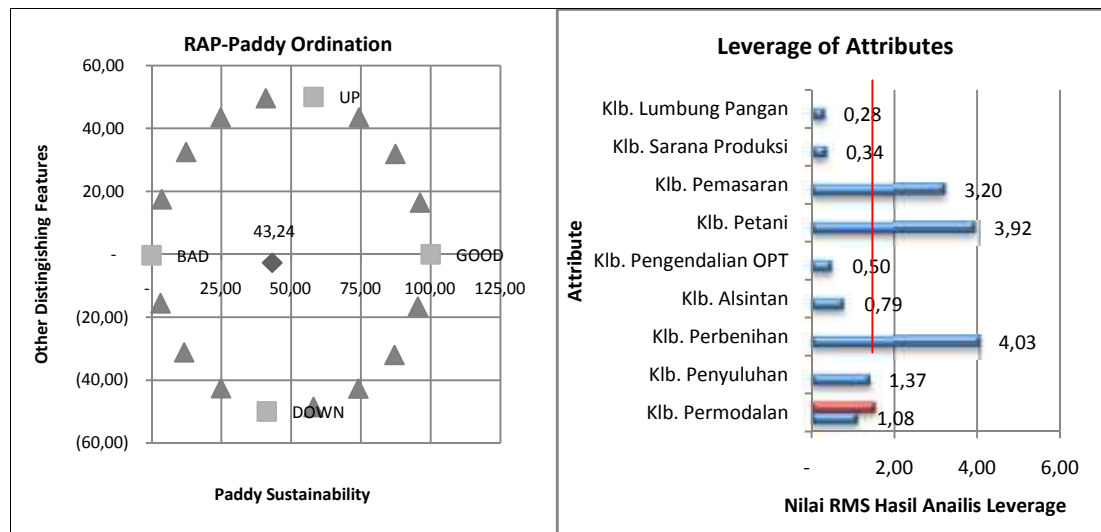 RAP-Paddy Ordination
60,00
UP
40,00
20,00
43,24
-
BAD
GOOD
-
25,00
50,00
75,00
100,00
125,00
(20,00)
(40,00)
DOWN
(60,00)
Other Distingishing Features
Paddy Sustainability
Leverage of Attributes
Klb. Lumbung Pangan
0,28
Klb. Sarana Produksi
0,34
Klb. Pemasaran
3,20
Klb. Petani
3,92
Klb. Pengendalian OPT
0,50
Klb. Alsintan
0,79
Klb. Perbenihan
4,03
Klb. Penyuluhan
1,37
Klb. Permodalan
1,08
Attribute
-
2,00
4,00
6,00
Nilai RMS Hasil Anailis Leverage